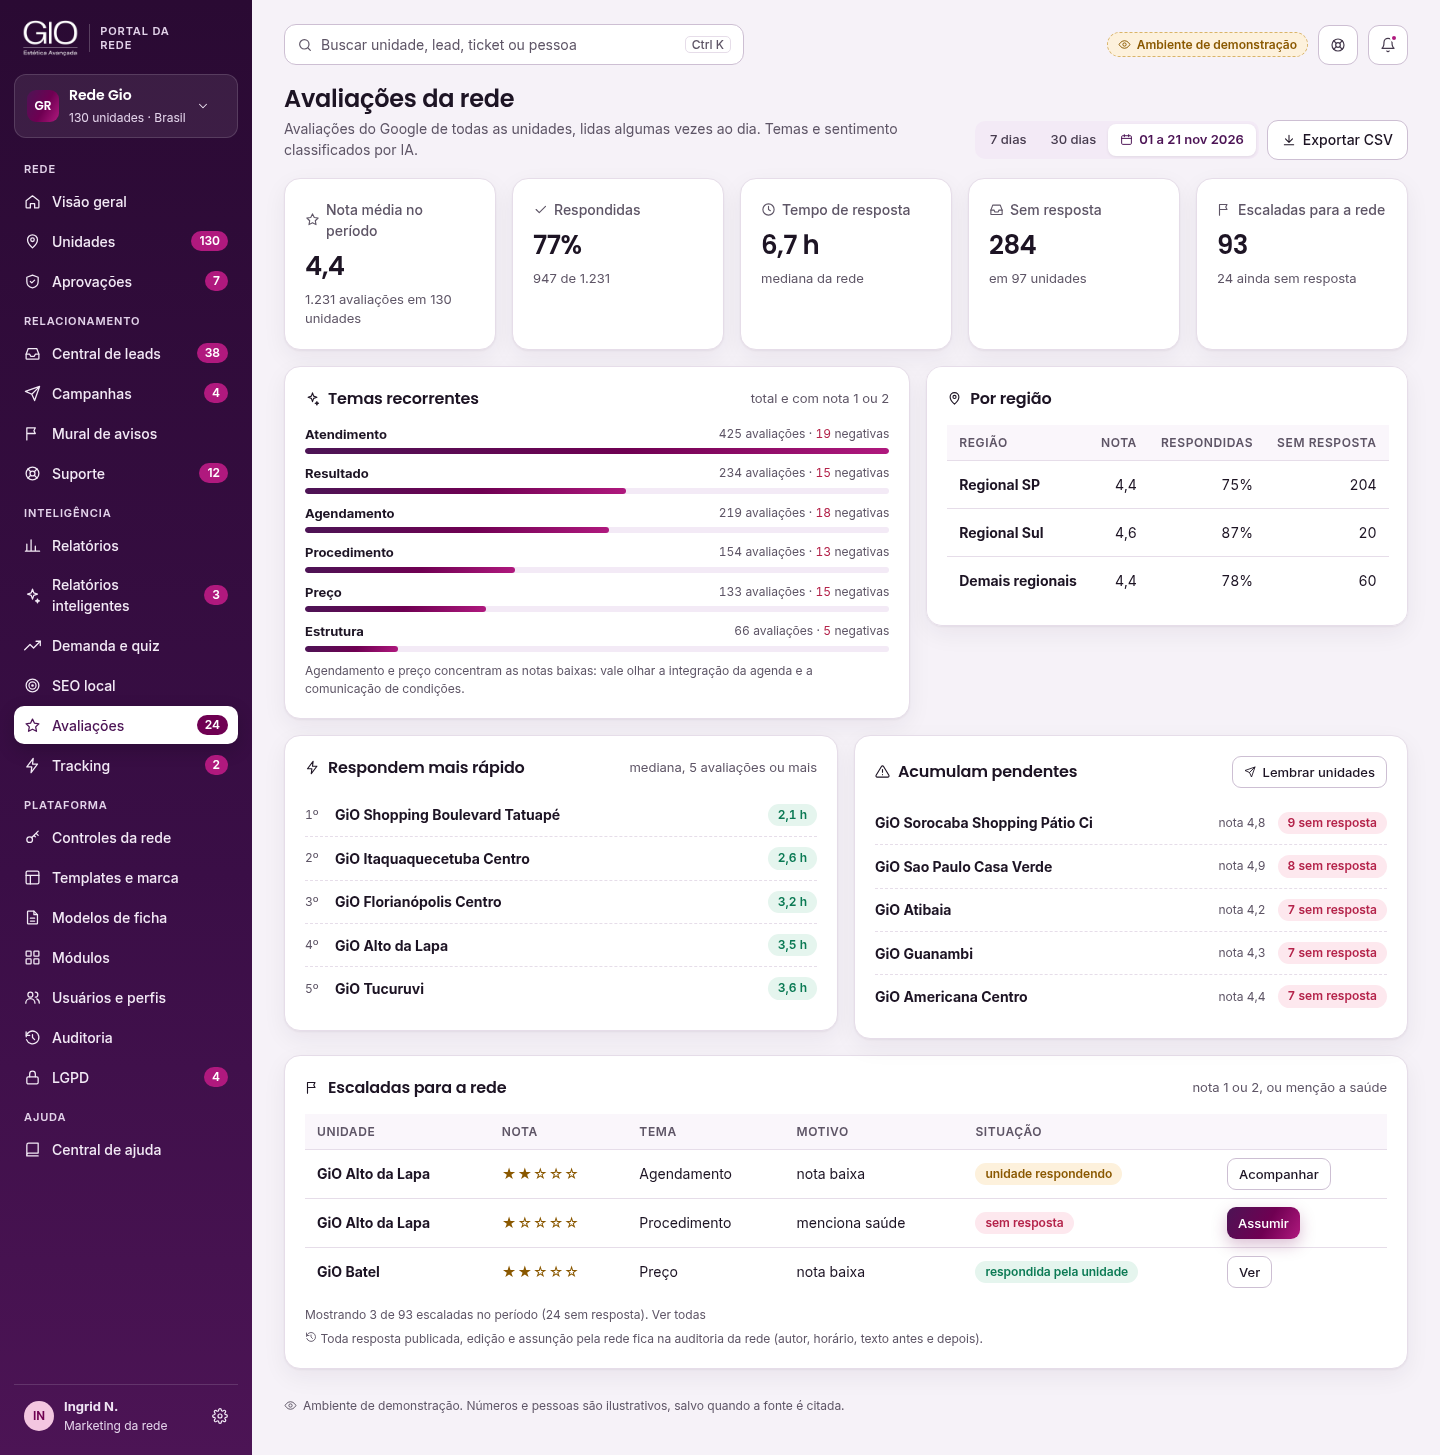 GIO
Estética Avançada
PORTAL DA
REDE
GR
Rede Gio
130 unidades · Brasil
REDE
Visão geral
Unidades 130
Aprovações 7
RELACIONAMENTO
Central de leads 38
Campanhas 4
Mural de avisos
Suporte 12
INTELIGÊNCIA
Relatórios
Relatórios
inteligentes 3
Demanda e quiz
SEO local
Avaliações 24
Tracking 2
PLATAFORMA
Controles da rede
Templates e marca
Modelos de ficha
Módulos
Usuários e perfis
Auditoria
LGPD 4
AJUDA
Central de ajuda
IN
Ingrid N.
Marketing da rede
Buscar unidade, lead, ticket ou pessoa Ctrl K
Ambiente de demonstração
Avaliações da rede
Avaliações do Google de todas as unidades, lidas algumas vezes ao dia. Temas e sentimento
classificados por IA.
7 dias 30 dias 01 a 21 nov 2026 Exportar CSV
Nota média no
período
4,4
1.231 avaliações em 130
unidades
Respondidas
77%
947 de 1.231
Tempo de resposta
6,7 h
mediana da rede
Sem resposta
284
em 97 unidades
Escaladas para a rede
93
24 ainda sem resposta
Temas recorrentes total e com nota 1 ou 2
Atendimento 425 avaliações · 19 negativas
Resultado 234 avaliações · 15 negativas
Agendamento 219 avaliações · 18 negativas
Procedimento 154 avaliações · 13 negativas
Preço 133 avaliações · 15 negativas
Estrutura 66 avaliações · 5 negativas
Agendamento e preço concentram as notas baixas: vale olhar a integração da agenda e a
comunicação de condições.
Por região
REGIÃO NOTA RESPONDIDAS SEM RESPOSTA
Regional SP 4,4 75% 204
Regional Sul 4,6 87% 20
Demais regionais 4,4 78% 60
Respondem mais rápido mediana, 5 avaliações ou mais
1º GiO Shopping Boulevard Tatuapé 2,1 h
2º GiO Itaquaquecetuba Centro 2,6 h
3º GiO Florianópolis Centro 3,2 h
4º GiO Alto da Lapa 3,5 h
5º GiO Tucuruvi 3,6 h
Acumulam pendentes Lembrar unidades
GiO Sorocaba Shopping Pátio Ci nota 4,8 9 sem resposta
GiO Sao Paulo Casa Verde nota 4,9 8 sem resposta
GiO Atibaia nota 4,2 7 sem resposta
GiO Guanambi nota 4,3 7 sem resposta
GiO Americana Centro nota 4,4 7 sem resposta
Escaladas para a rede nota 1 ou 2, ou menção a saúde
UNIDADE NOTA TEMA MOTIVO SITUAÇÃO
GiO Alto da Lapa ★★☆☆☆ Agendamento nota baixa unidade respondendo Acompanhar
GiO Alto da Lapa ★☆☆☆☆ Procedimento menciona saúde sem resposta Assumir
GiO Batel ★★☆☆☆ Preço nota baixa respondida pela unidade Ver
Mostrando 3 de 93 escaladas no período (24 sem resposta). Ver todas
Toda resposta publicada, edição e assunção pela rede fica na auditoria da rede (autor, horário, texto antes e depois).
Ambiente de demonstração. Números e pessoas são ilustrativos, salvo quando a fonte é citada.